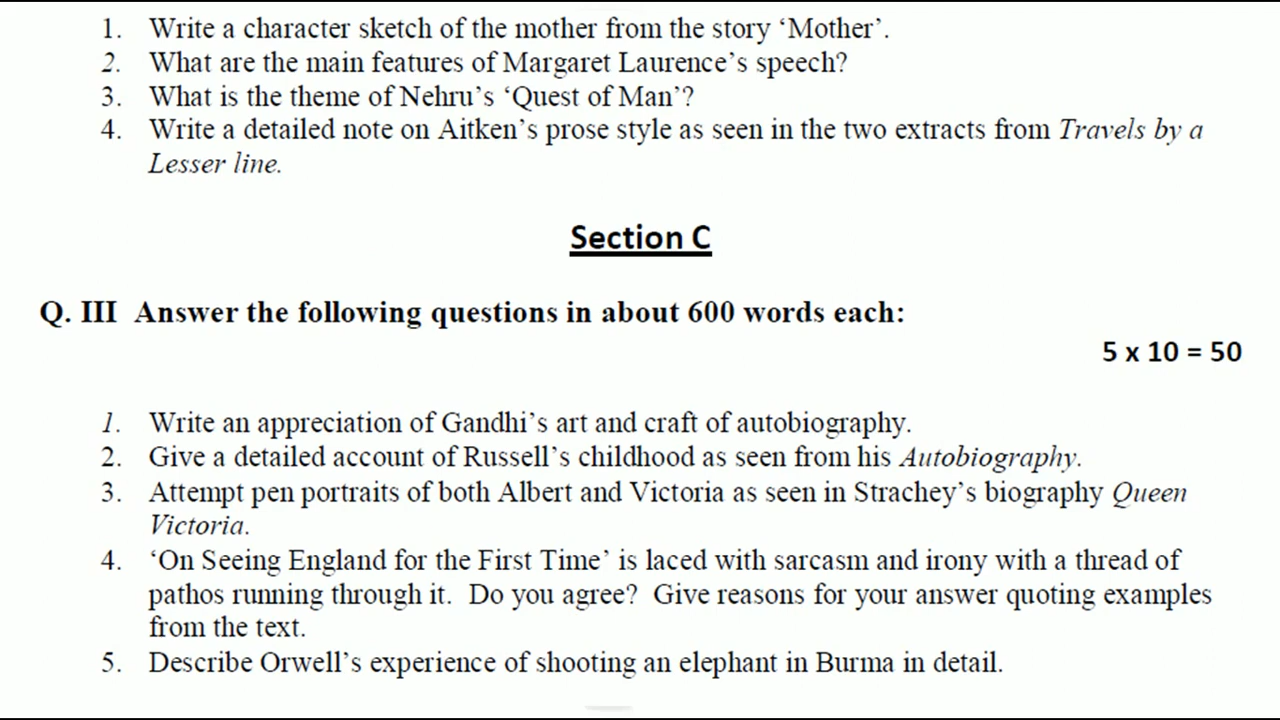 1. Write a character sketch of the mother from the story ‘Mother’.
2. What are the main features of Margaret Laurence’s speech?
3. What is the theme of Nehru’s ‘Quest of Man’?
4. Write a detailed note on Aitken’s prose style as seen in the two extracts from Travels by a
Lesser line.
Section C
Q. III Answer the following questions in about 600 words each:
5 x 10 = 50
1. Write an appreciation of Gandhi’s art and craft of autobiography.
2. Give a detailed account of Russell’s childhood as seen from his Autobiography.
3. Attempt pen portraits of both Albert and Victoria as seen in Strachey’s biography Queen
Victoria.
4. ‘On Seeing England for the First Time’ is laced with sarcasm and irony with a thread of
pathos running through it. Do you agree? Give reasons for your answer quoting examples
from the text.
5. Describe Orwell’s experience of shooting an elephant in Burma in detail.